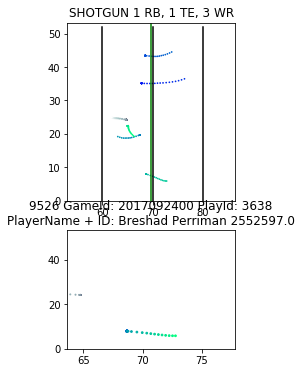 SHOTGUN 1 RB, 1 TE, 3 WR
50
40
30
20
10
0
60 70 80
9526 GameId: 2017092400 PlayId: 3638
PlayerName + ID: Breshad Perriman 2552597.0
40
20
0
65 70 75